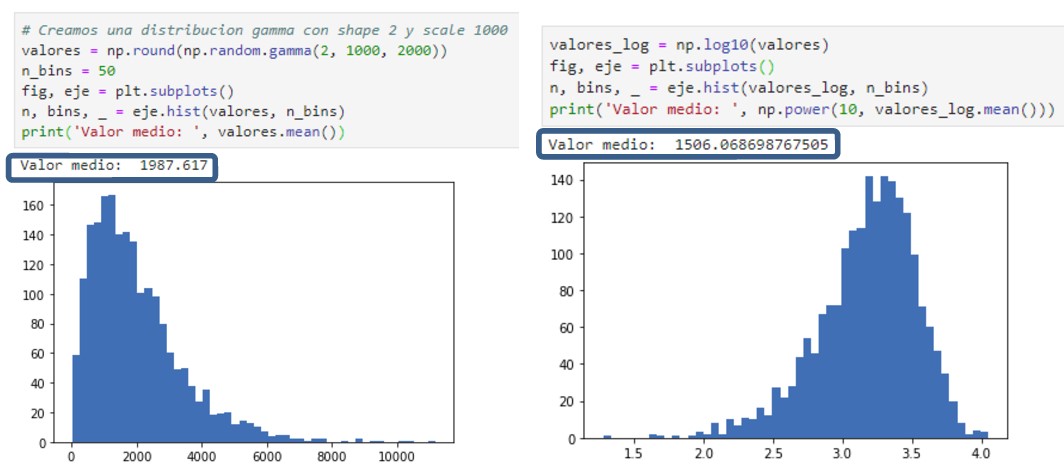 # Creamos una distribucion gamma con shape 2 y scale 1000
valores = np.round(np.random.gamma(2, 1000, 2000))
n_bins = 50
fig, eje = plt.subplots()
n, bins, _ = eje.hist(valores, n_bins)
print('Valor medio: ', valores.mean())
Valor medio:  1987.617
160
140
120
100
80
60
40
20
0
0 2000 4000 6000 8000 10000
valores_log = np.log10(valores)
fig, eje = plt.subplots()
n, bins, _ = eje.hist(valores_log, n_bins)
print('Valor medio: ', np.power(10, valores_log.mean()))
Valor medio:  1506.068698767505
140
120
100
80
60
40
20
0
1.5 2.0 2.5 3.0 3.5 4.0